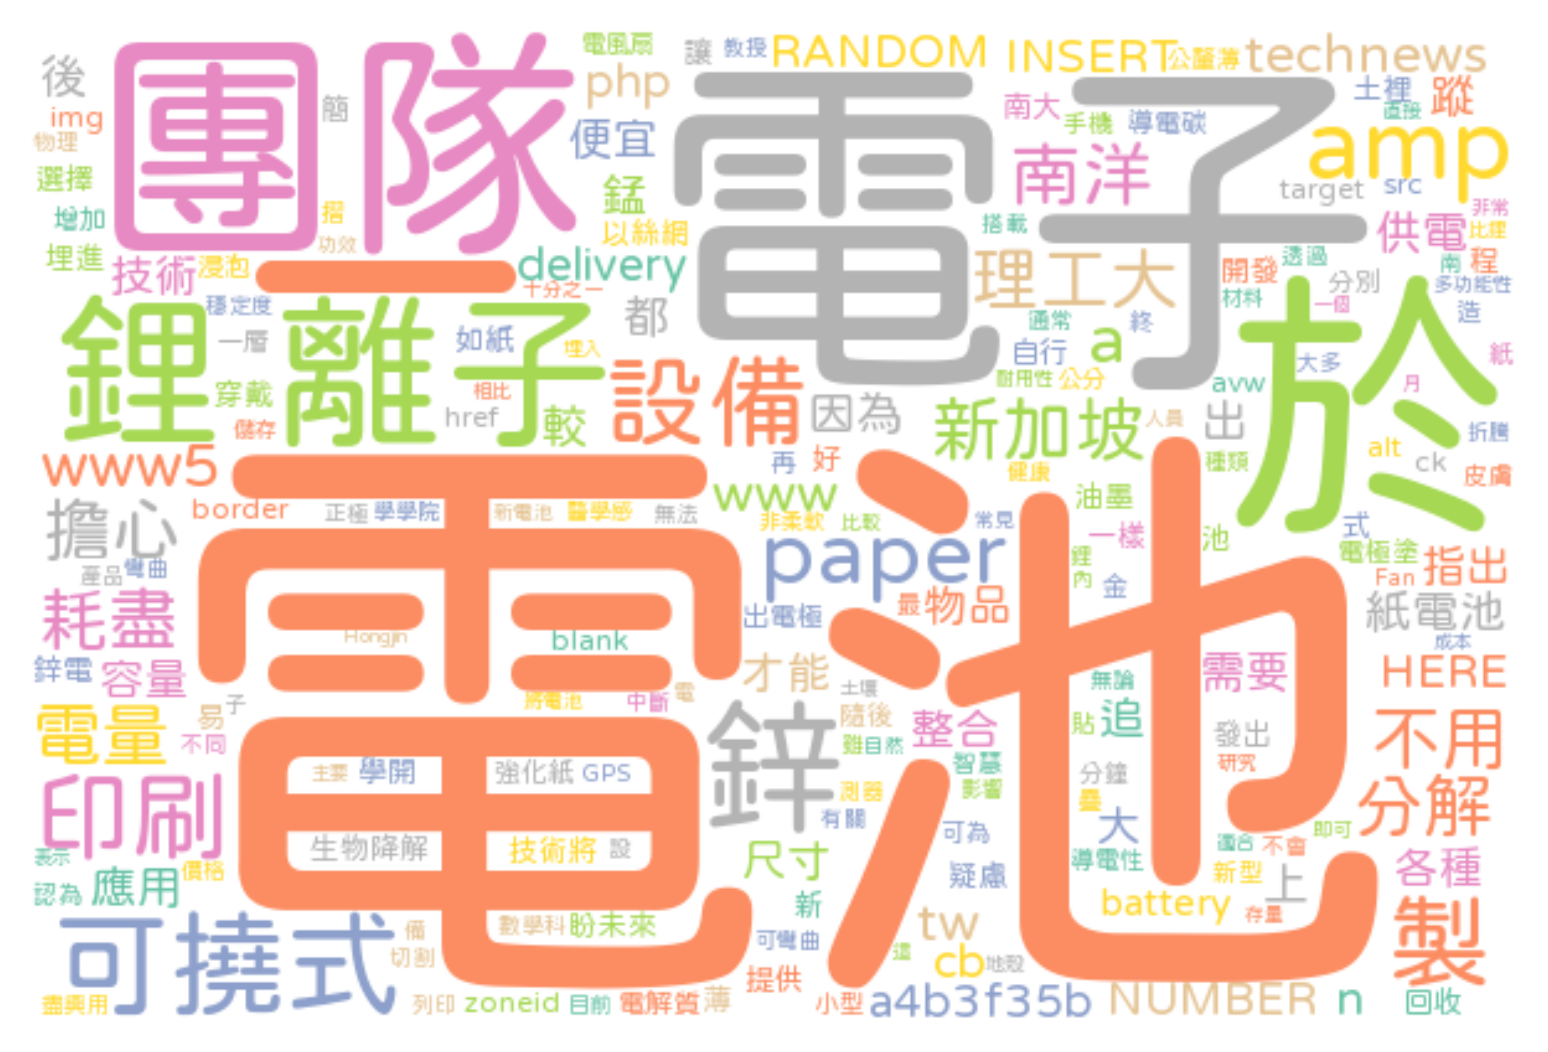 電風扇
讓
教授
RANDOM
INSERT
technews
後
團隊
php
簡
便宜
電子
南大
手機
導電碳
土裡
直接
蹤
img
物理
amp
選擇
錳
南洋
target
src
增加
摺
功效
以絲網
搭載
供電
非常
埋進
技術
浸泡
一
delivery
十分之一
理工大
開發
透過
分別
南
程
多功能性
鋰離子
穩定度
一層
如紙
埋入
都
通常
終
材料
一個
造
於
穿戴
儲存
相比
href
較
設備
因為
自行
a
耐用性
公分
大多
avw
月
紙
新加坡
人員
出
種類
alt
ck
折騰
皮膚
www5
電池
再
好
www
健康
油墨
擔心
border
正極
學學院
新電池
無法
非柔軟
比較
常見
一樣
池
式
電極塗
產品
彎曲
paper
鋰
內
金
Fan
指出
耗盡
Hongjin
blank
出電極
最
物品
紙電池
成本
鋅電
容量
將電池
中斷
電
才能
土壤
無論
需要
HERE
電量
易
子
不同
鋅
隨後
雖
自然
整合
貼
追
發出
不用
主要
學開
強化紙
GPS
智慧
影響
分鐘
研究
印刷
測器
有關
可為
疊
大
分解
生物降解
技術將
設
尺寸
疑慮
導電性
適合
不會
即可
表示
認為
應用
價格
新
新型
上
各種
battery
存量
可撓式
備
切割
數學科
盼未來
可彎曲
tw
這
cb
地殼
製
提供
盡興用
列印
zoneid
目前
電解質
薄
小型
a4b3f35b
NUMBER
n
回收